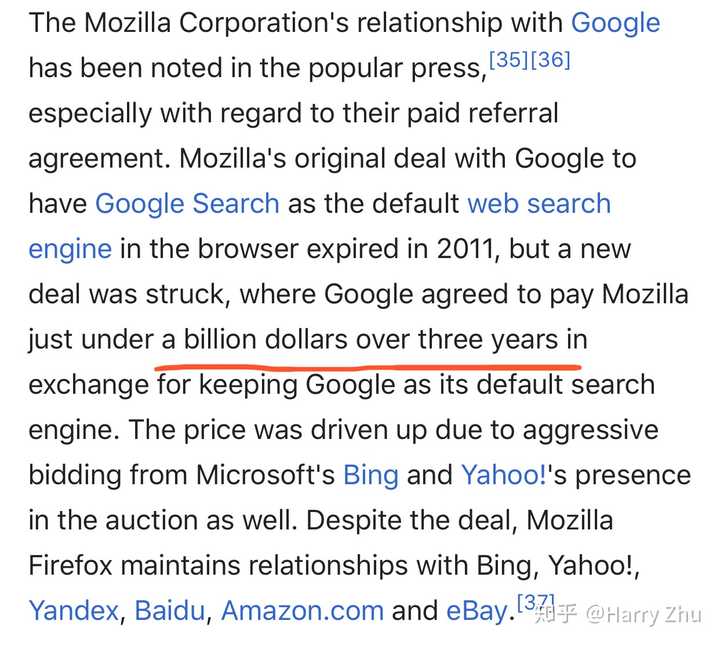 The Mozilla Corporation's relationship with Google
has been noted in the popular press,[35][36]
especially with regard to their paid referral
agreement. Mozilla's original deal with Google to
have Google Search as the default web search
engine in the browser expired in 2011, but a new
deal was struck, where Google agreed to pay Mozilla
just under a billion dollars over three years in
exchange for keeping Google as its default search
engine. The price was driven up due to aggressive
bidding from Microsoft's Bing and Yahoo!'s presence
in the auction as well. Despite the deal, Mozilla
Firefox maintains relationships with Bing, Yahoo!,
Yandex, Baidu, Amazon.com and eBay.[37]
知乎 @Harry Zhu